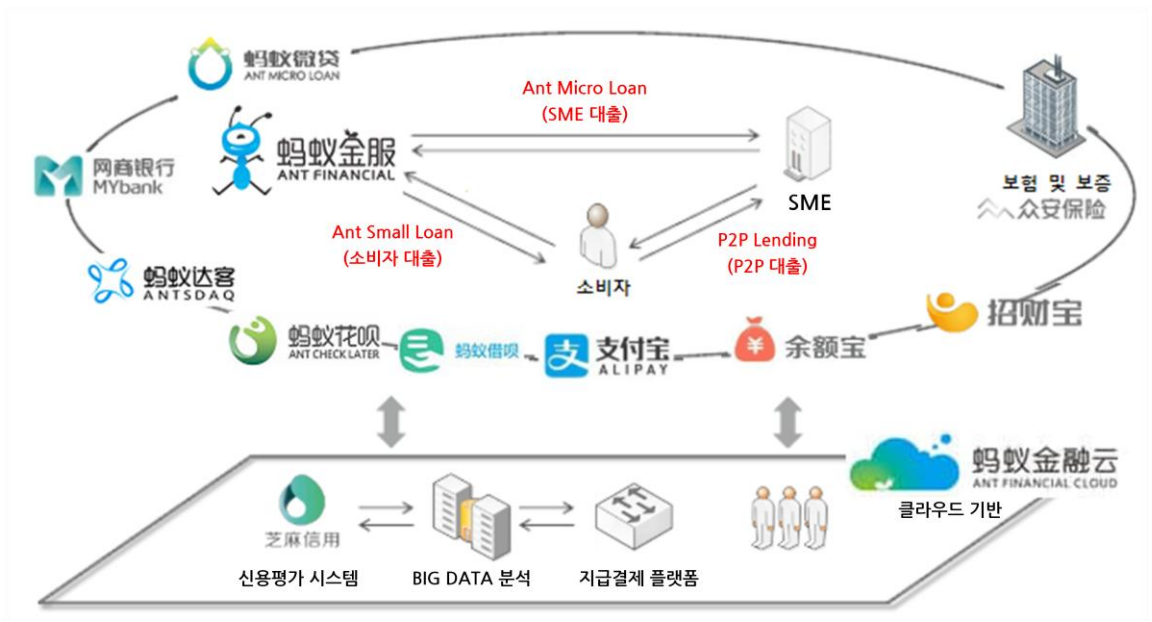 蚂蚁微贷
ANT MICRO LOAN
Ant Micro Loan
(SME 대출)
蚂蚁金服
ANT FINANCIAL
网商银行
MYbank
SME
보험 및 보증
众安保险
Ant Small Loan
(소비자 대출)
P2P Lending
(P2P 대출)
소비자
蚂蚁达客
ANTSDAQ
招财宝
蚂蚁花呗
ANT CHECK LATER
蚂蚁借呗
支 支付宝
ALIPAY
¥ 余额宝
蚂蚁金融云
ANT FINANCIAL CLOUD
클라우드 기반
芝麻信用
신용평가 시스템
BIG DATA 분석
지급결제 플랫폼